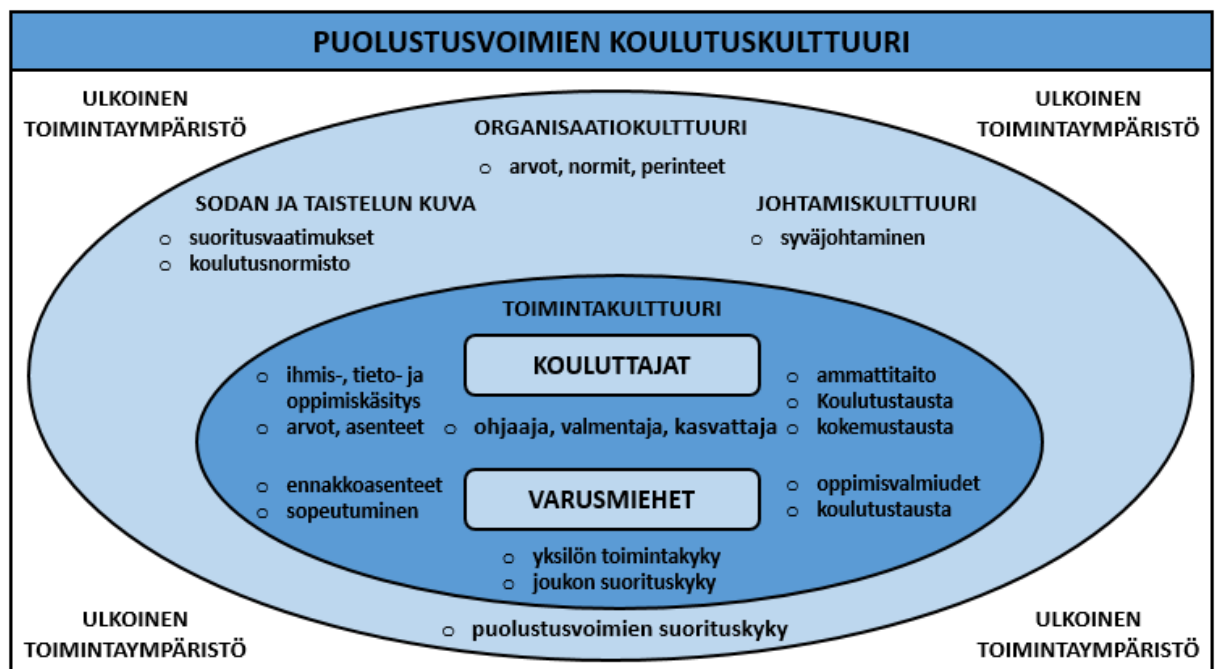 PUOLUSTUSVOIMIEN KOULUTUSKULTTUURI
ULKOINEN
TOIMINTAYMPÄRISTÖ
ULKOINEN
TOIMINTAYMPÄRISTÖ
ORGANISAATIOKULTTUURI
o arvot, normit, perinteet
SODAN JA TAISTELUN KUVA
o suoritusvaatimukset
o koulutusnormisto
JOHTAMISKULTTUURI
o syväjohtaminen
TOIMINTAKULTTUURI
KOULUTTAJAT
o ihmis-, tieto- ja
oppimiskäsitys
o arvot, asenteet
o ohjaaja, valmentaja, kasvattaja
o ammattitaito
o Koulutustausta
o kokemustausta
o ennakkoasenteet
o sopeutuminen
VARUSMIEHET
o oppimisvalmiudet
o koulutustausta
o yksilön toimintakyky
o joukon suorituskyky
o puolustusvoimien suorituskyky
ULKOINEN
TOIMINTAYMPÄRISTÖ
ULKOINEN
TOIMINTAYMPÄRISTÖ